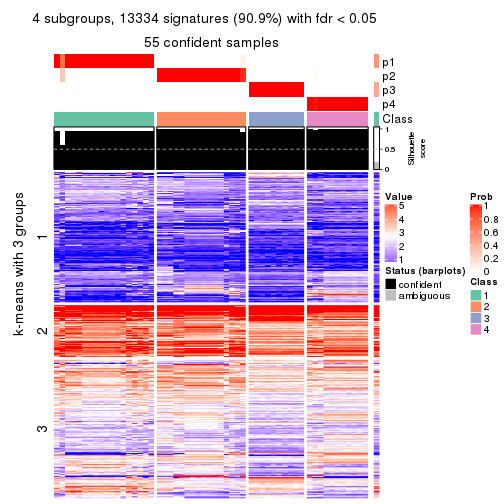 4 subgroups, 13334 signatures (90.9%) with fdr < 0.05
55 confident samples
p1
p2
p3
p4
Class
1
0.5
0
Silhouette
score
k-means with 3 groups
1
2
3
Value
5
4
3
2
1
Status (barplots)
confident
ambiguous
Prob
1
0.8
0.6
0.4
0.2
0
Class
1
2
3
4